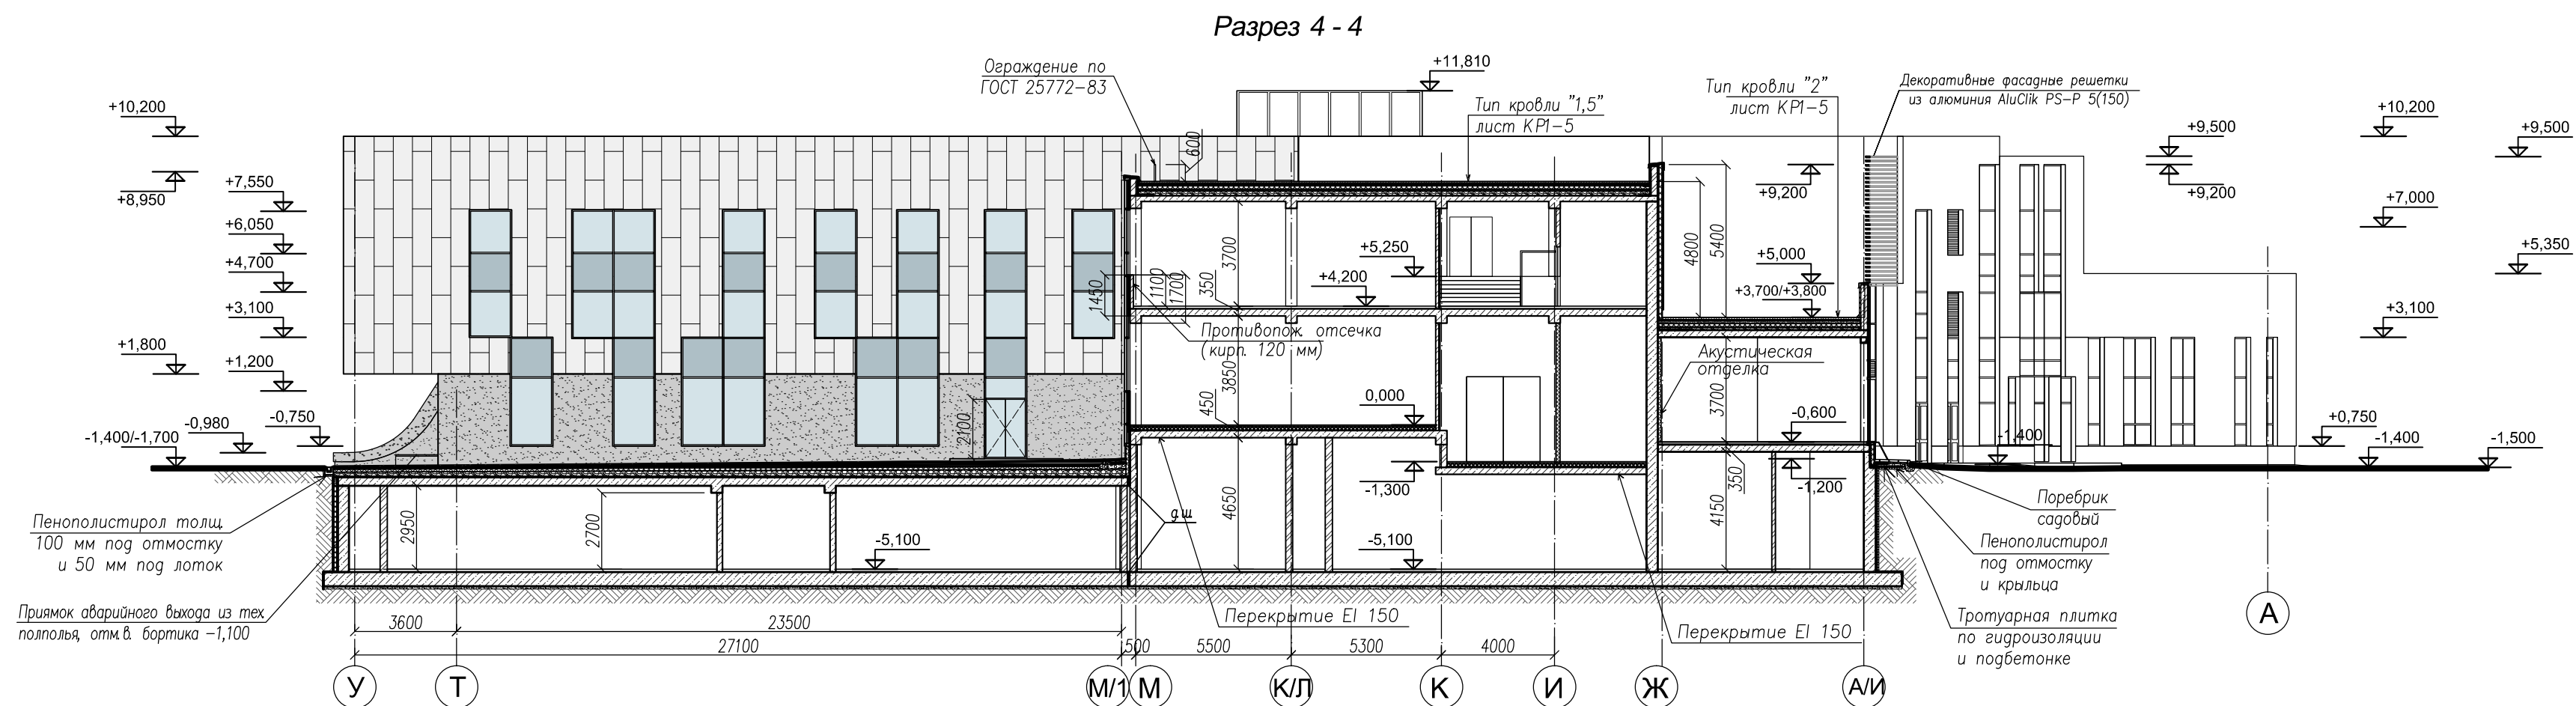 Разрез 4 - 4
Ограждение по
ГОСТ 25772-83
+11,810
Тип кровли "1,5"
лист КР1-5
Тип кровли "2"
лист КР1-5
Декоративные фасадные решетки
из алюминия AluClik PS-P 5(150)
+10,200
+8,950
+7,550
+6,050
+4,700
+3,100
+1,800
+1,200
-0,750
-0,980
-1,400/-1,700
600
3700
350
1450
1100
1700
+5,250
+4,200
4800
5400
+9,200
+5,000
+3,700/+3,800
+10,200
+9,500
+9,200
+9,500
+7,000
+5,350
+3,100
+0,750
-1,400
-1,500
-1,400
Противопож. отсечка
(кирп. 120 мм)
Акустическая
отделка
3850
450
2100
0,000
3700
-0,600
-1,300
350
-1,200
4650
4150
2950
2700
-5,100
д.ш.
-5,100
Пенополистирол толщ.
100 мм под отмостку
и 50 мм под лоток
Приямок аварийного выхода из тех.
полполья, отм.в. бортика -1,100
Поребрик
садовый
Пенополистирол
под отмостку
и крыльца
Тротуарная плитка
по гидроизоляции
и подбетонке
Перекрытие EI 150
Перекрытие EI 150
3600
23500
27100
500
5500
5300
4000
У
Т
М/1
М
К/Л
К
И
Ж
А/И
А